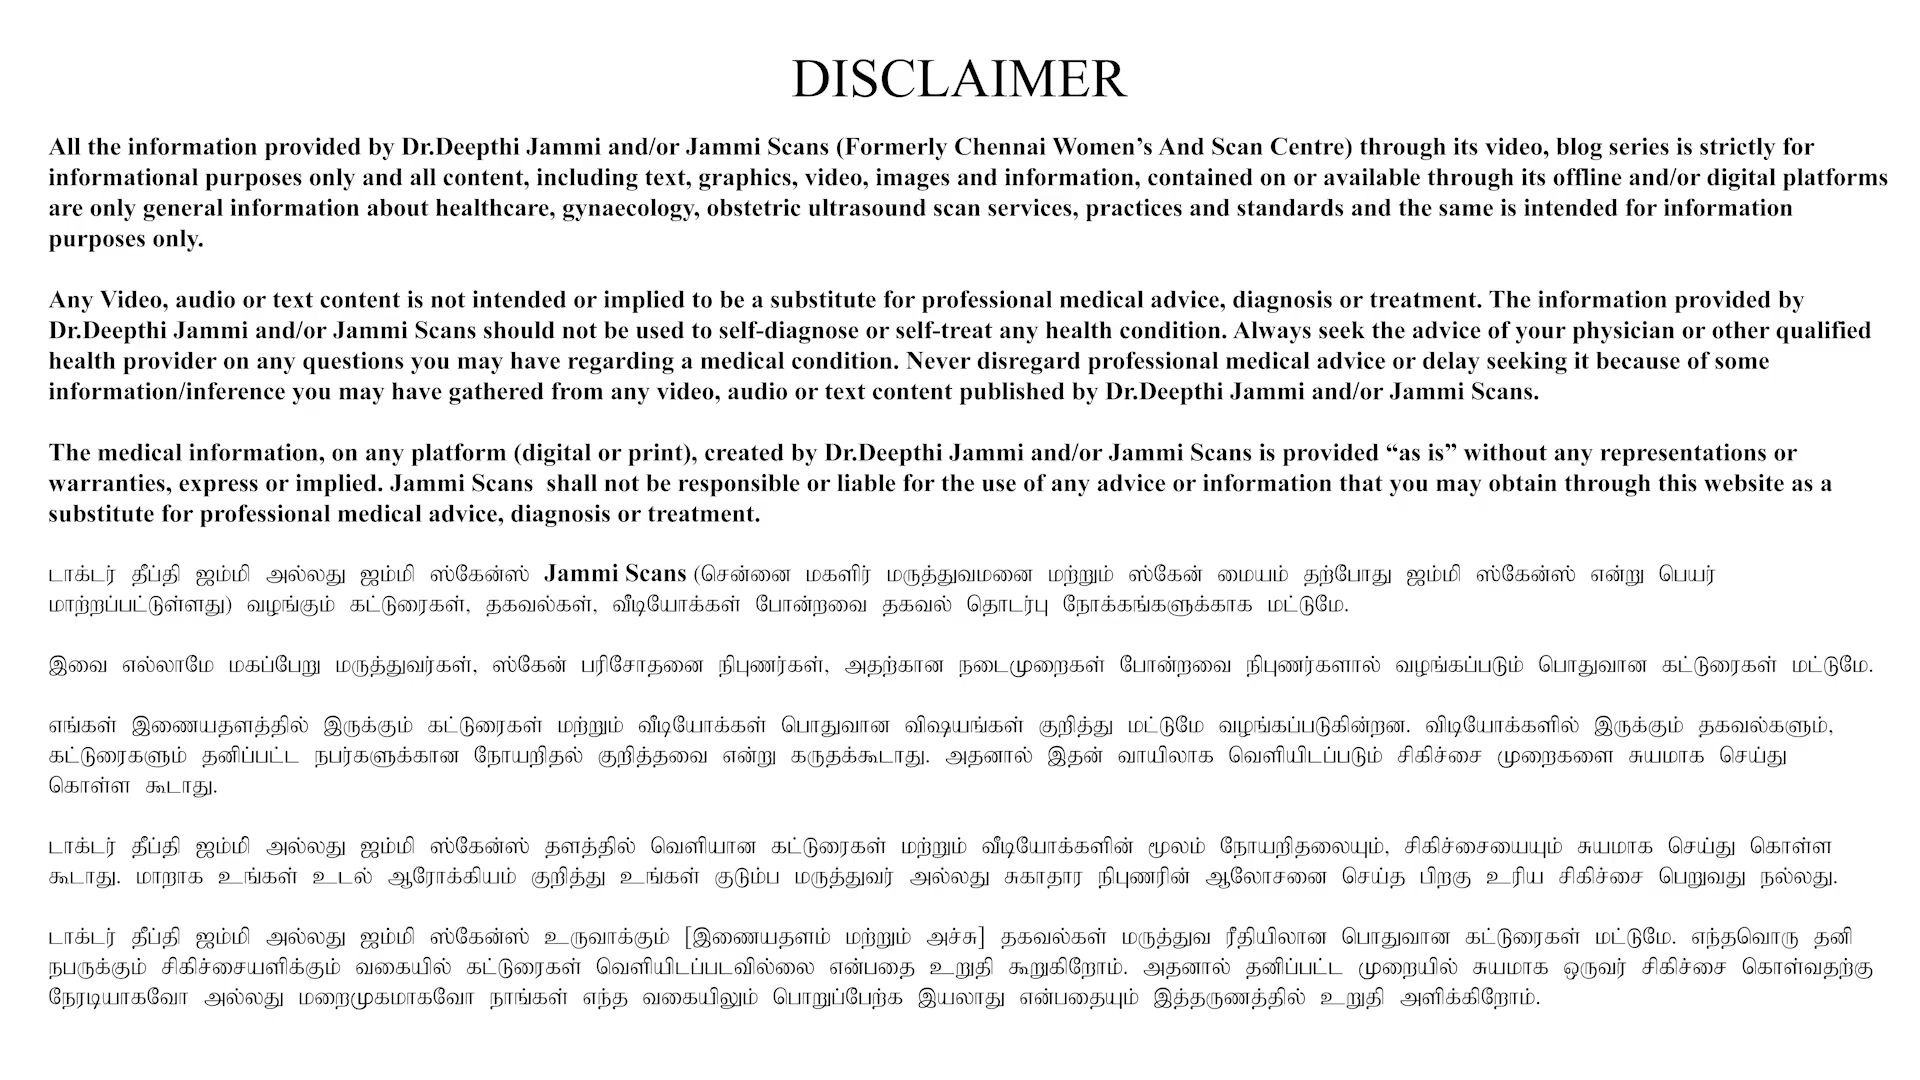 DISCLAIMER
All the information provided by Dr.Deepthi Jammi and/or Jammi Scans (Formerly Chennai Women’s And Scan Centre) through its video, blog series is strictly for
informational purposes only and all content, including text, graphics, video, images and information, contained on or available through its offline and/or digital platforms
are only general information about healthcare, gynaecology, obstetric ultrasound scan services, practices and standards and the same is intended for information
purposes only.
Any Video, audio or text content is not intended or implied to be a substitute for professional medical advice, diagnosis or treatment. The information provided by
Dr.Deepthi Jammi and/or Jammi Scans should not be used to self-diagnose or self-treat any health condition. Always seek the advice of your physician or other qualified
health provider on any questions you may have regarding a medical condition. Never disregard professional medical advice or delay seeking it because of some
information/inference you may have gathered from any video, audio or text content published by Dr.Deepthi Jammi and/or Jammi Scans.
The medical information, on any platform (digital or print), created by Dr.Deepthi Jammi and/or Jammi Scans is provided “as is” without any representations or
warranties, express or implied. Jammi Scans  shall not be responsible or liable for the use of any advice or information that you may obtain through this website as a
substitute for professional medical advice, diagnosis or treatment.
டாக்டர் தீப்தி ஜம்மி அல்லது ஜம்மி ஸ்கேன்ஸ் Jammi Scans (சென்னை மகளிர் மருத்துவமனை மற்றும் ஸ்கேன் மையம் தற்போது ஜம்மி ஸ்கேன்ஸ் என்று பெயர்
மாற்றப்பட்டுள்ளது) வழங்கும் கட்டுரைகள், தகவல்கள், வீடியோக்கள் போன்றவை தகவல் தொடர்பு நோக்கங்களுக்காக மட்டுமே.
இவை எல்லாமே மகப்பேறு மருத்துவர்கள், ஸ்கேன் பரிசோதனை நிபுணர்கள், அதற்கான நடைமுறைகள் போன்றவை நிபுணர்களால் வழங்கப்படும் பொதுவான கட்டுரைகள் மட்டுமே.
எங்கள் இணையதளத்தில் இருக்கும் கட்டுரைகள் மற்றும் வீடியோக்கள் பொதுவான விஷயங்கள் குறித்து மட்டுமே வழங்கப்படுகின்றன. விடியோக்களில் இருக்கும் தகவல்களும்,
கட்டுரைகளும் தனிப்பட்ட நபர்களுக்கான நோயறிதல் குறித்தவை என்று கருதக்கூடாது. அதனால் இதன் வாயிலாக வெளியிடப்படும் சிகிச்சை முறைகளை சுயமாக செய்து
கொள்ள கூடாது.
டாக்டர் தீப்தி ஜம்மி அல்லது ஜம்மி ஸ்கேன்ஸ் தளத்தில் வெளியான கட்டுரைகள் மற்றும் வீடியோக்களின் மூலம் நோயறிதலையும், சிகிச்சையையும் சுயமாக செய்து கொள்ள
கூடாது. மாறாக உங்கள் உடல் ஆரோக்கியம் குறித்து உங்கள் குடும்ப மருத்துவர் அல்லது சுகாதார நிபுணரின் ஆலோசனை செய்த பிறகு உரிய சிகிச்சை பெறுவது நல்லது.
டாக்டர் தீப்தி ஜம்மி அல்லது ஜம்மி ஸ்கேன்ஸ் உருவாக்கும் [இணையதளம் மற்றும் அச்சு] தகவல்கள் மருத்துவ ரீதியிலான பொதுவான கட்டுரைகள் மட்டுமே. எந்தவொரு தனி
நபருக்கும் சிகிச்சையளிக்கும் வகையில் கட்டுரைகள் வெளியிடப்படவில்லை என்பதை உறுதி கூறுகிறோம். அதனால் தனிப்பட்ட முறையில் சுயமாக ஒருவர் சிகிச்சை கொள்வதற்கு
நேரடியாகவோ அல்லது மறைமுகமாகவோ நாங்கள் எந்த வகையிலும் பொறுப்பேற்க இயலாது என்பதையும் இத்தருணத்தில் உறுதி அளிக்கிறோம்.